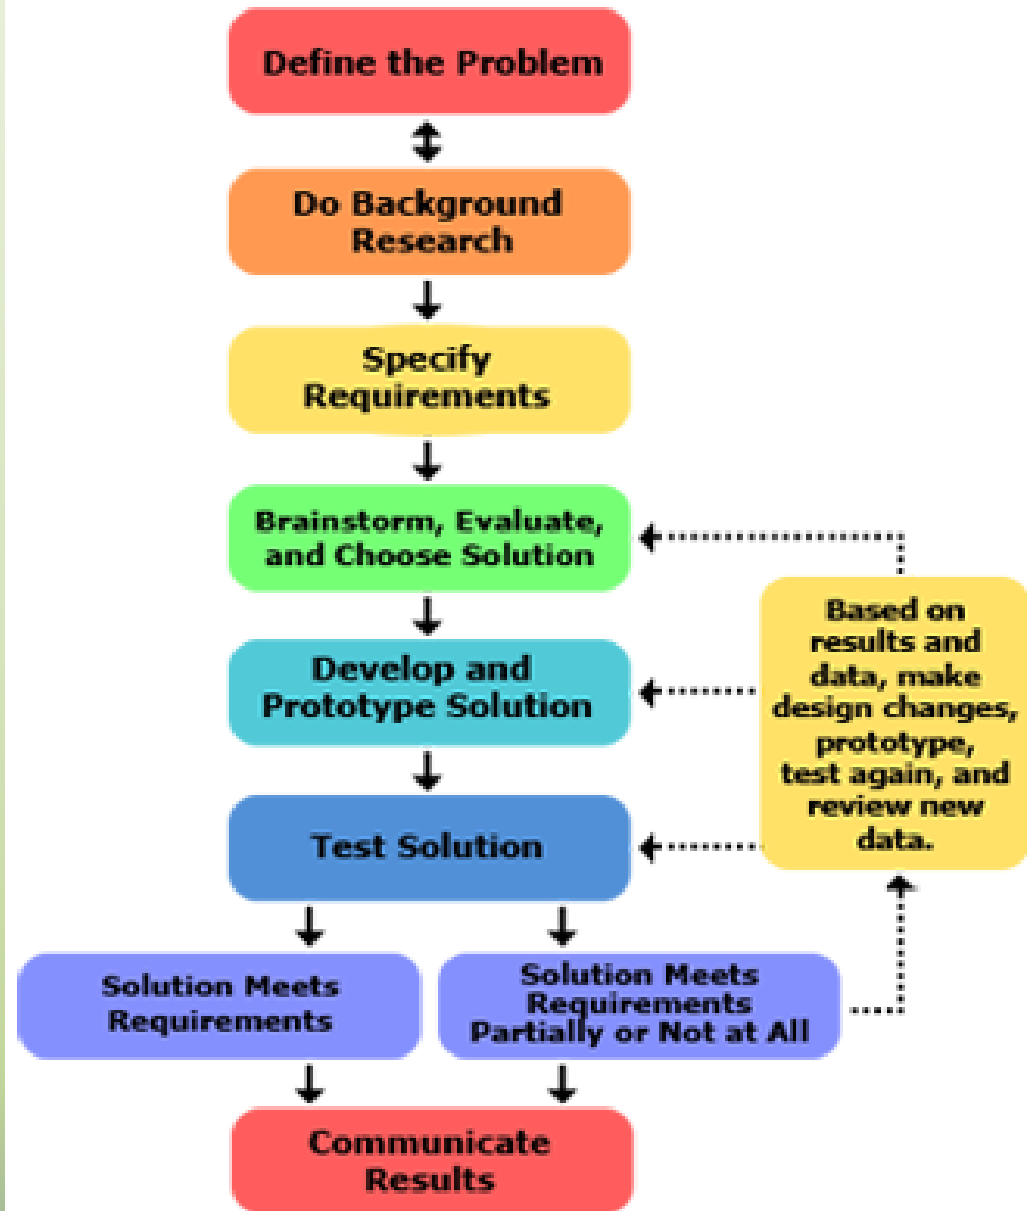 Define the Problem
Do Background
Research
Specify
Requirements
Brainstorm, Evaluate,
and Choose Solution
Develop and
Prototype Solution
Based on
results and
data, make
design changes,
prototype,
test again, and
review new
data.
Test Solution
Solution Meets
Requirements
Solution Meets
Requirements
Partially or Not at All
Communicate
Results